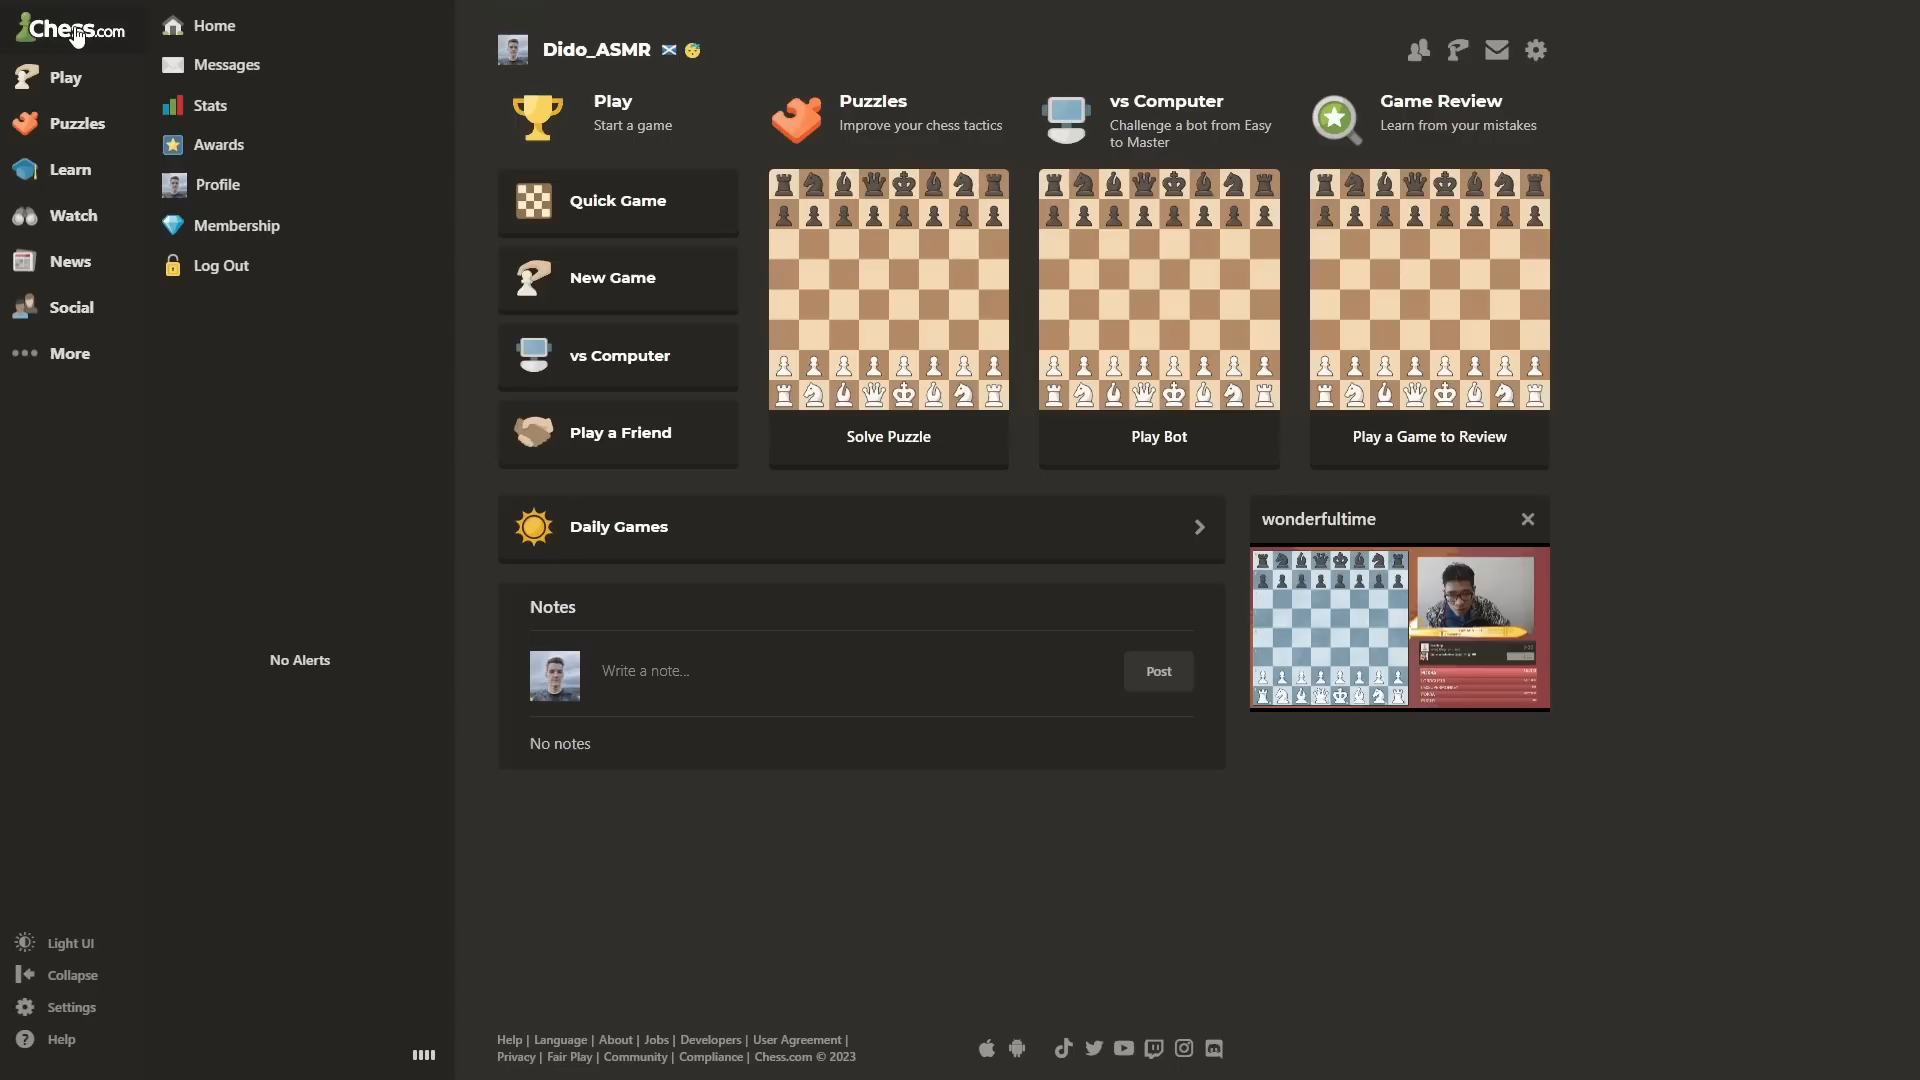 Chess.com
Play
Puzzles
Learn
Watch
News
Social
More
Light UI
Collapse
Settings
Help
Home
Messages
Stats
Awards
Profile
Membership
Log Out
No Alerts
Dido_ASMR
Play
Start a game
Puzzles
Improve your chess tactics
vs Computer
Challenge a bot from Easy
to Master
Game Review
Learn from your mistakes
Quick Game
New Game
vs Computer
Play a Friend
Solve Puzzle
Play Bot
Play a Game to Review
Daily Games
wonderfultime
Notes
Write a note...
Post
No notes
Help | Language | About | Jobs | Developers | User Agreement |
Privacy | Fair Play | Community | Compliance | Chess.com © 2023